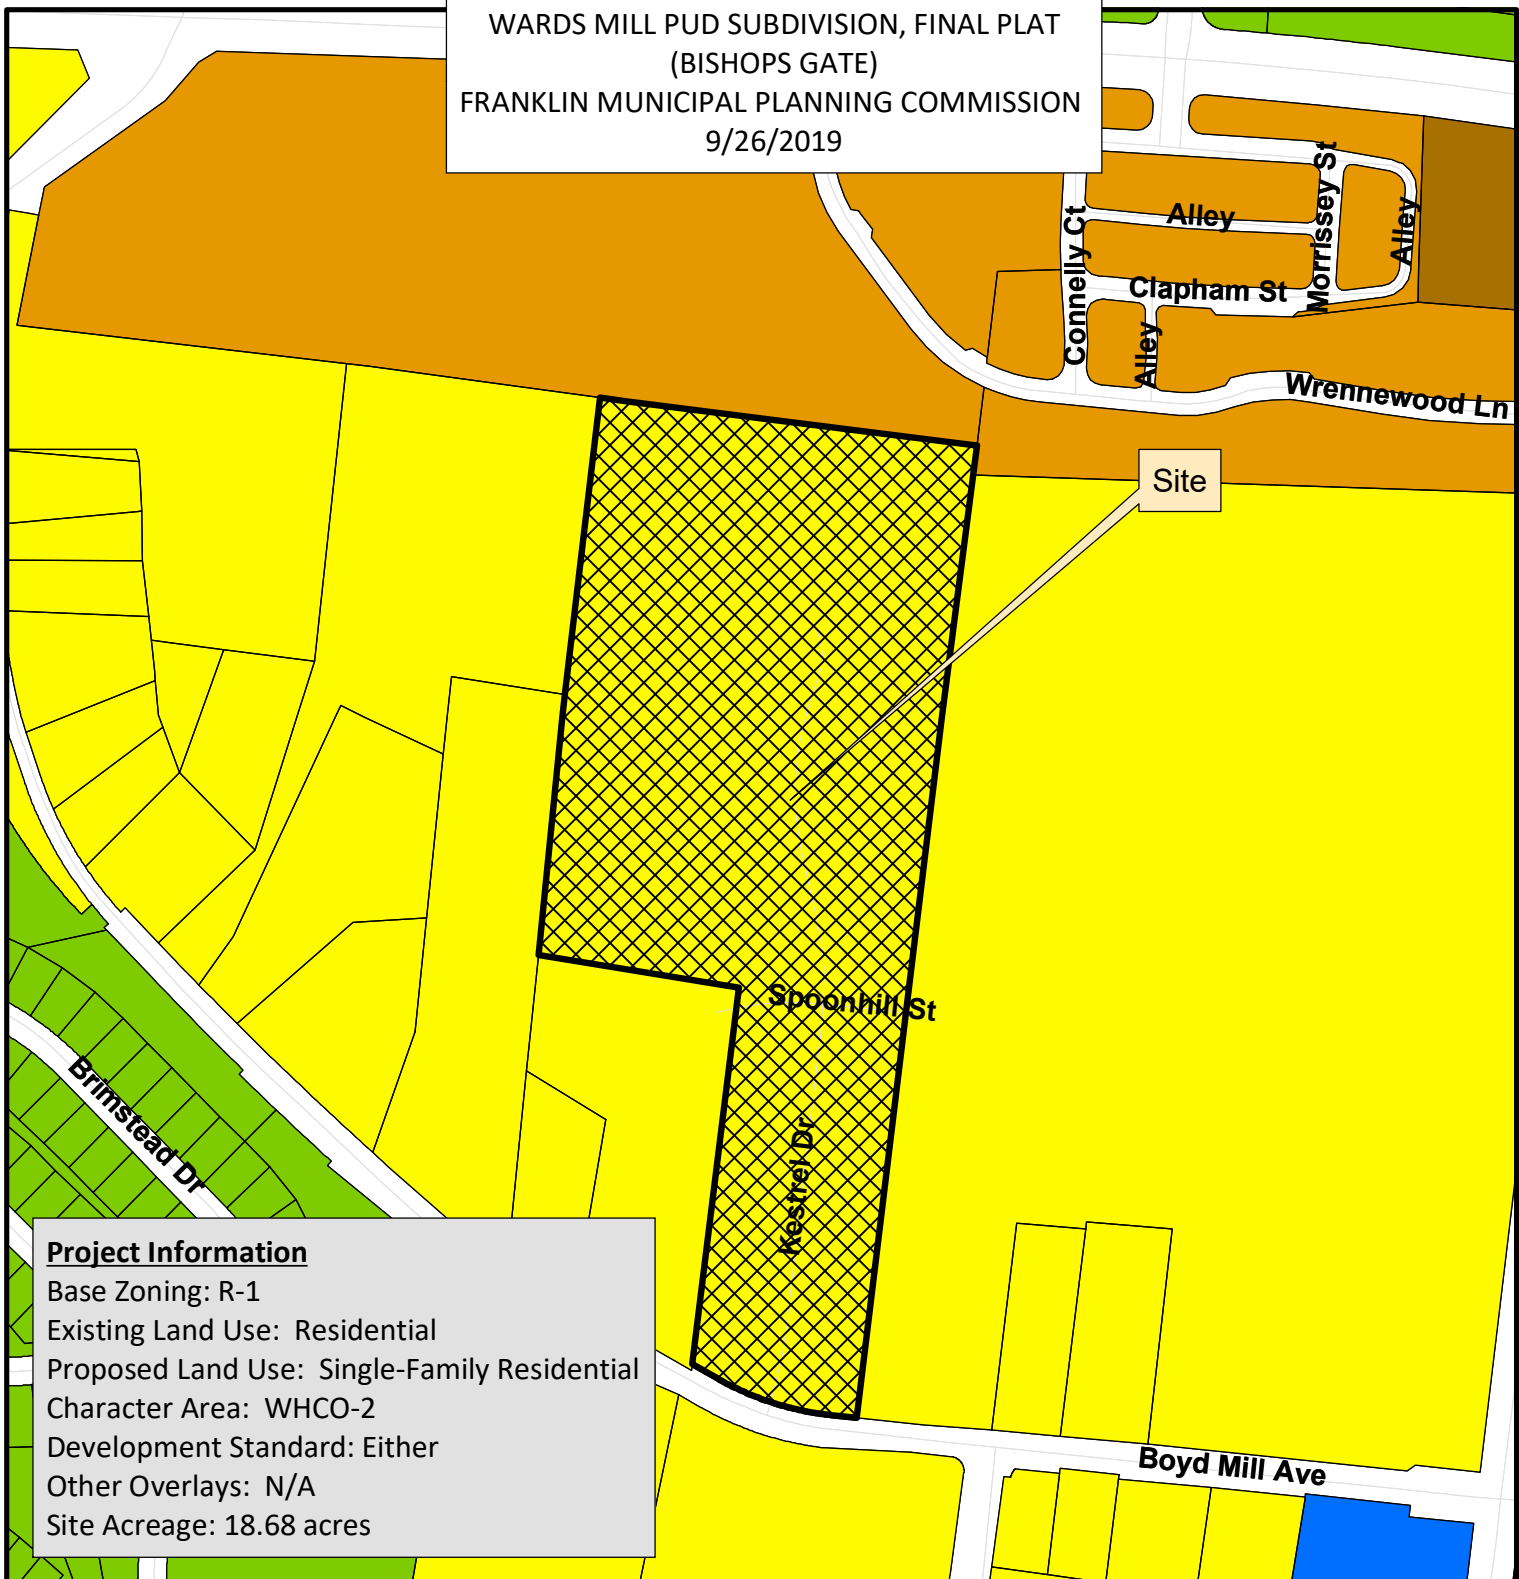 WARDS MILL PUD SUBDIVISION, FINAL PLAT
(BISHOPS GATE)
FRANKLIN MUNICIPAL PLANNING COMMISSION
9/26/2019
Alley
Morrissey St
Alley
Connelly Ct
Clapham St
Alley
Wrennewood Ln
Site
Spoonhill St
Brimstead Dr
Kestrel Dr
Project Information
Base Zoning: R-1
Existing Land Use: Residential
Proposed Land Use: Single-Family Residential
Character Area: WHCO-2
Development Standard: Either
Other Overlays: N/A
Site Acreage: 18.68 acres
Boyd Mill Ave